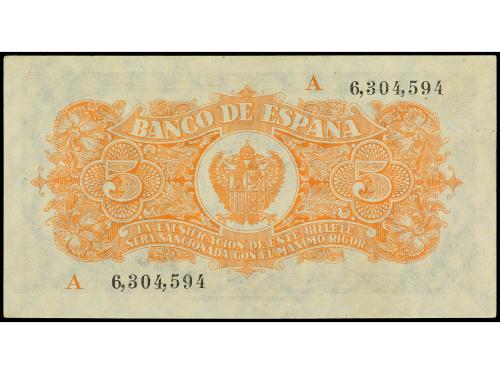 A 6,304,594
BANCO DE ESPAÑA
5 5
LA FALSIFICACION DE ESTE BILLETE
SERA SANCIONADA CON EL MAXIMO RIGOR
A 6,304,594